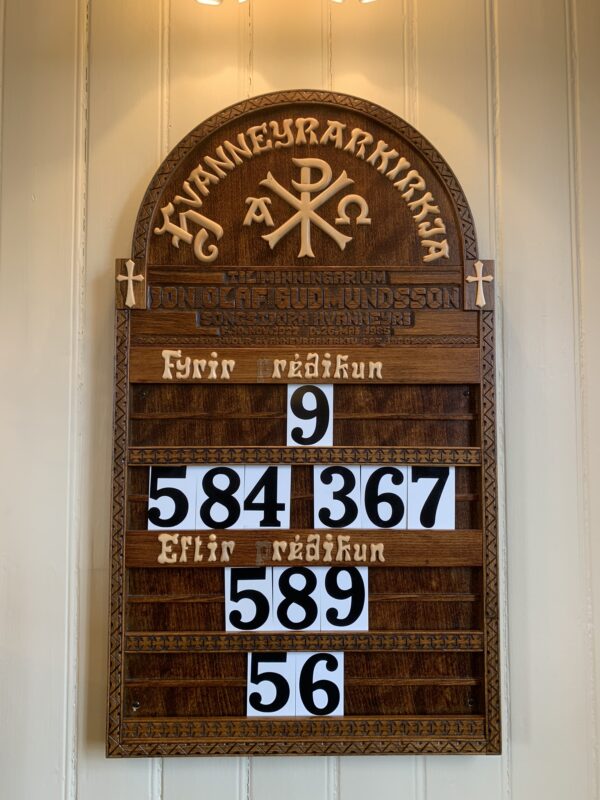 HVANNEYRARKIRKJA
Α Ω
TIL MINNINGAR UM
JÓN ÓLAF GUÐMUNDSSON
Fyrir prédikun
9
584 367
Eftir prédikun
589
56